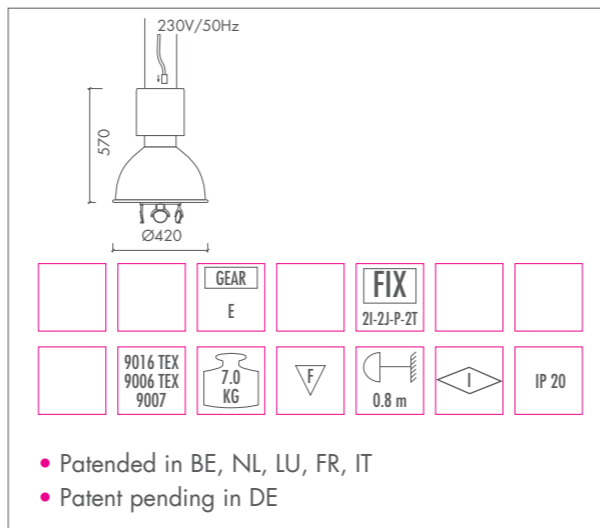 230V/50Hz
570
Ø420
GEAR
E
FIX
2I-2J-P-2T
9016 TEX
9006 TEX
9007
7.0
KG
F
0.8 m
I
IP 20
• Patended in BE, NL, LU, FR, IT
• Patent pending in DE